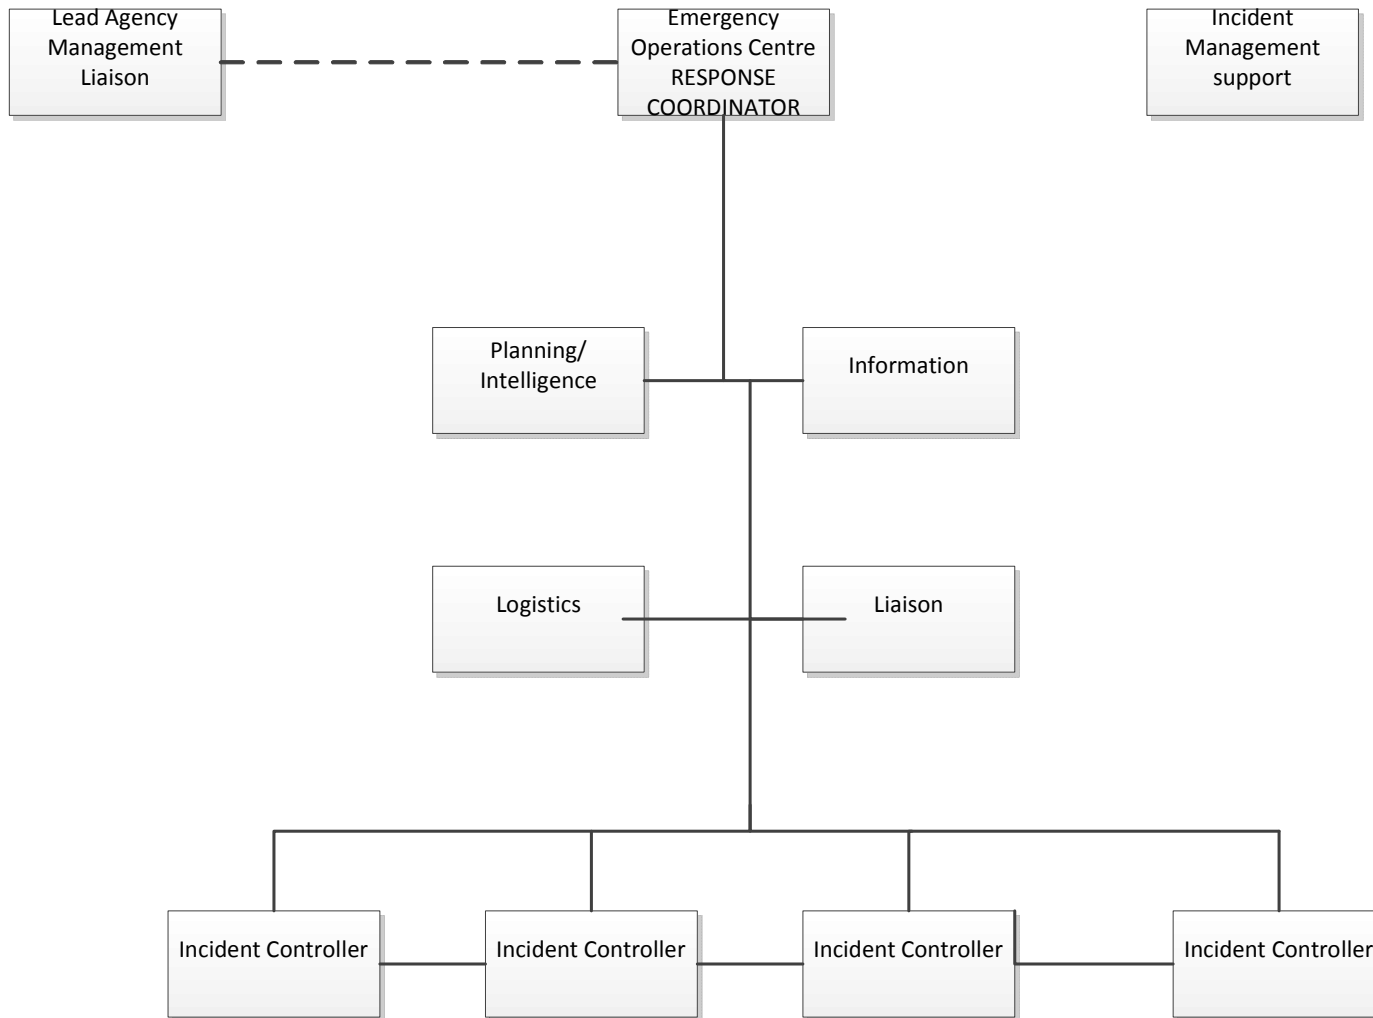 Lead Agency
Management
Liaison
Emergency
Operations Centre
RESPONSE
COORDINATOR
Incident
Management
support
Planning/
Intelligence
Information
Logistics
Liaison
Incident Controller
Incident Controller
Incident Controller
Incident Controller